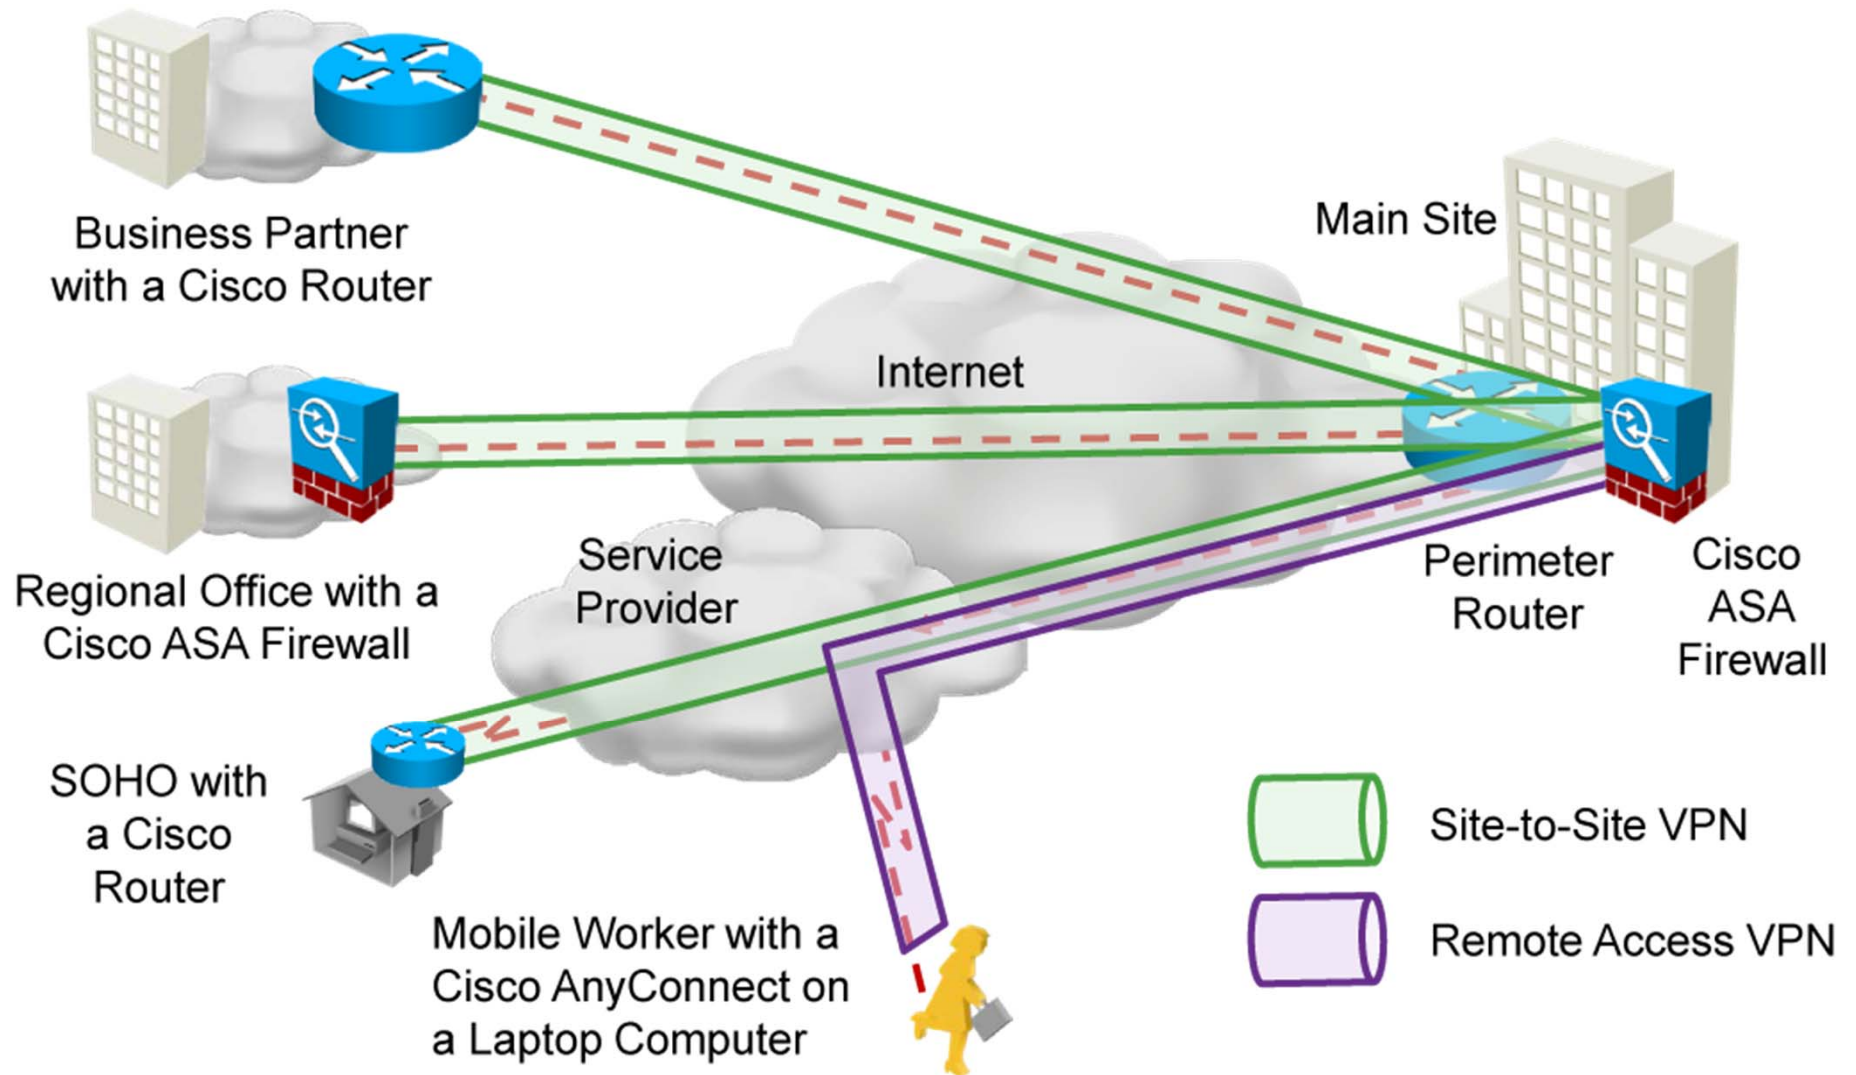 Business Partner
with a Cisco Router
Main Site
Internet
Regional Office with a
Cisco ASA Firewall
Service
Provider
Perimeter
Router
Cisco
ASA
Firewall
SOHO with
a Cisco
Router
Mobile Worker with a
Cisco AnyConnect on
a Laptop Computer
Site-to-Site VPN
Remote Access VPN